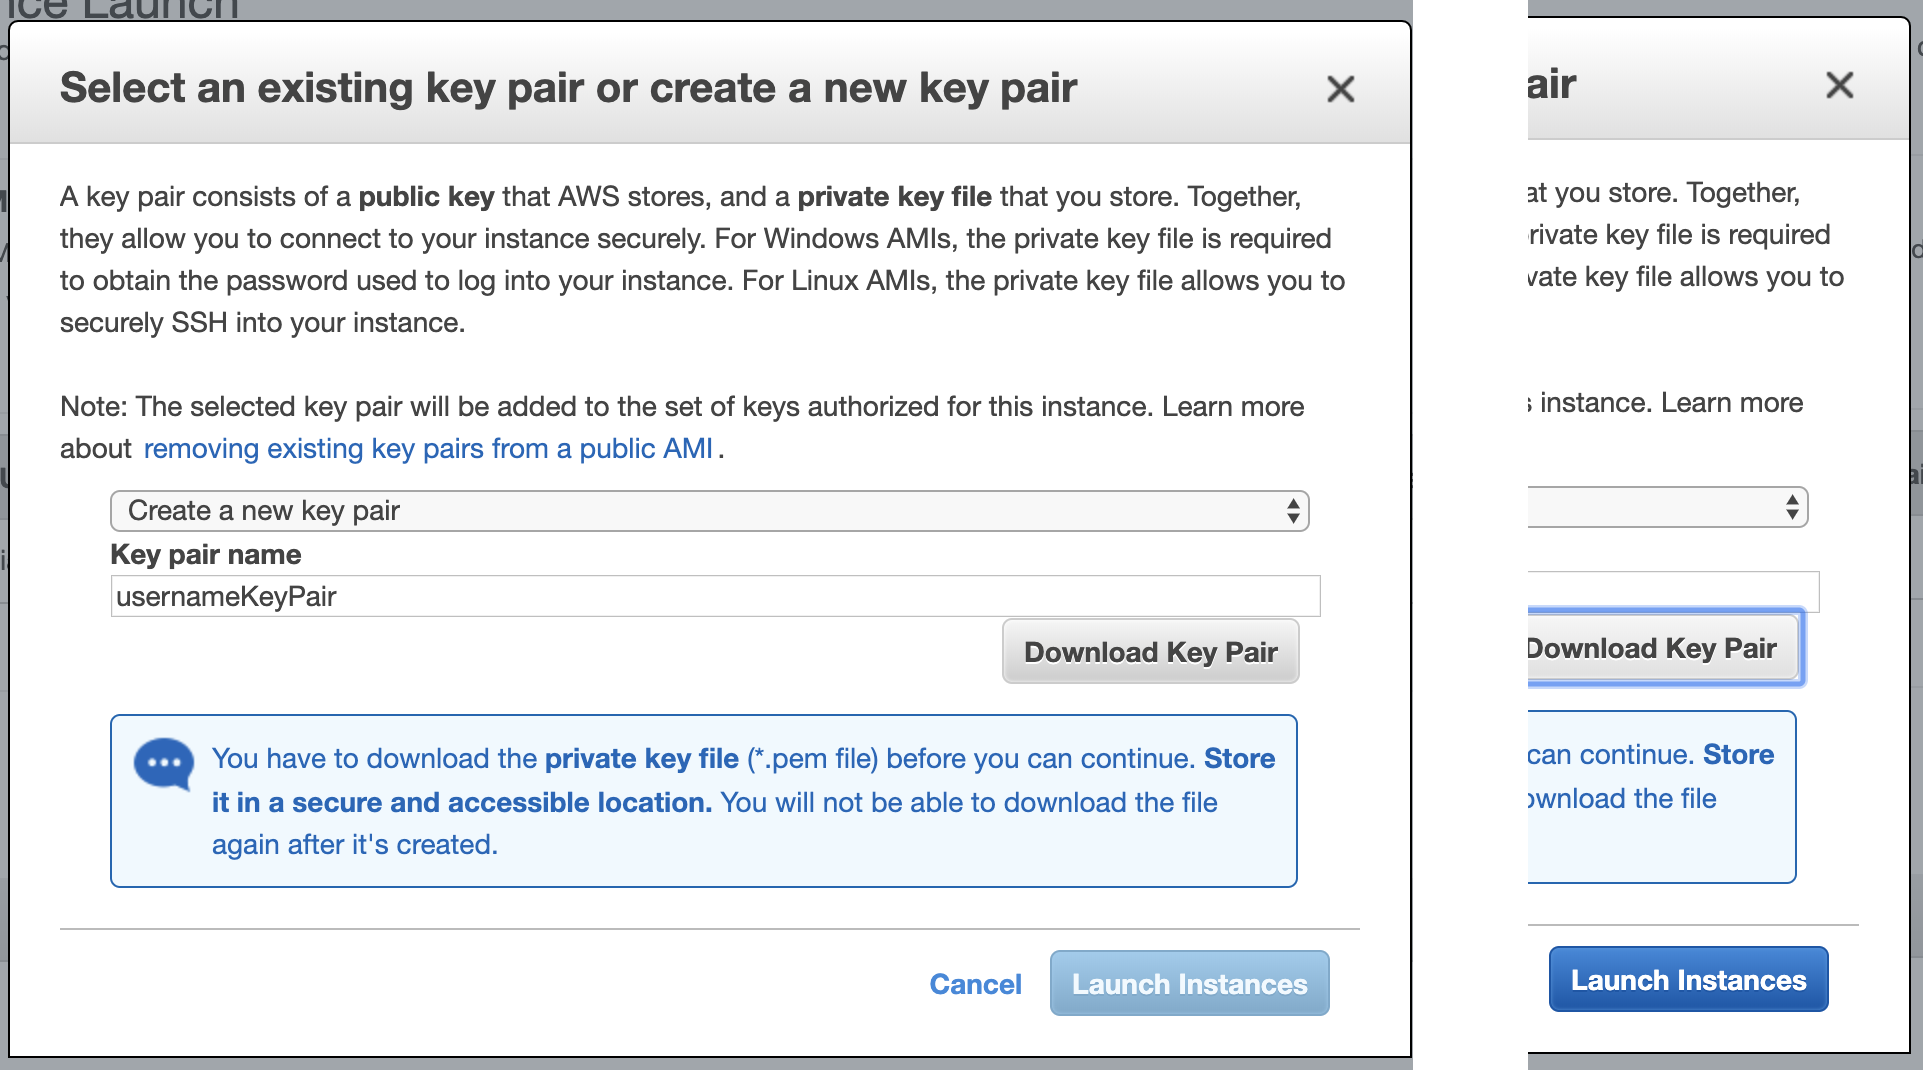 ice Launch
Select an existing key pair or create a new key pair
A key pair consists of a public key that AWS stores, and a private key file that you store. Together,
they allow you to connect to your instance securely. For Windows AMIs, the private key file is required
to obtain the password used to log into your instance. For Linux AMIs, the private key file allows you to
securely SSH into your instance.
Note: The selected key pair will be added to the set of keys authorized for this instance. Learn more
about removing existing key pairs from a public AMI.
Create a new key pair
Key pair name
usernameKeyPair
Download Key Pair
You have to download the private key file (*.pem file) before you can continue. Store
it in a secure and accessible location. You will not be able to download the file
again after it's created.
Cancel
Launch Instances
air
at you store. Together,
rivate key file is required
vate key file allows you to
instance. Learn more
Download Key Pair
can continue. Store
ownload the file
Launch Instances